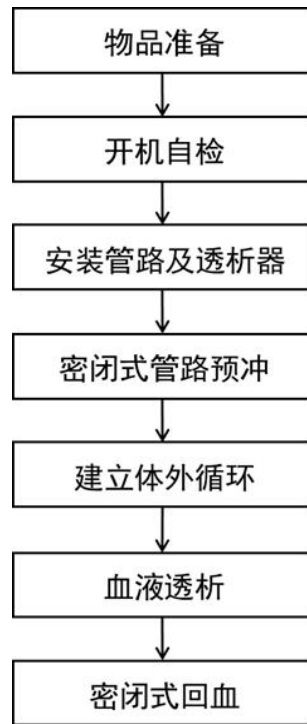 物品准备
开机自检
安装管路及透析器
密闭式管路预冲
建立体外循环
血液透析
密闭式回血